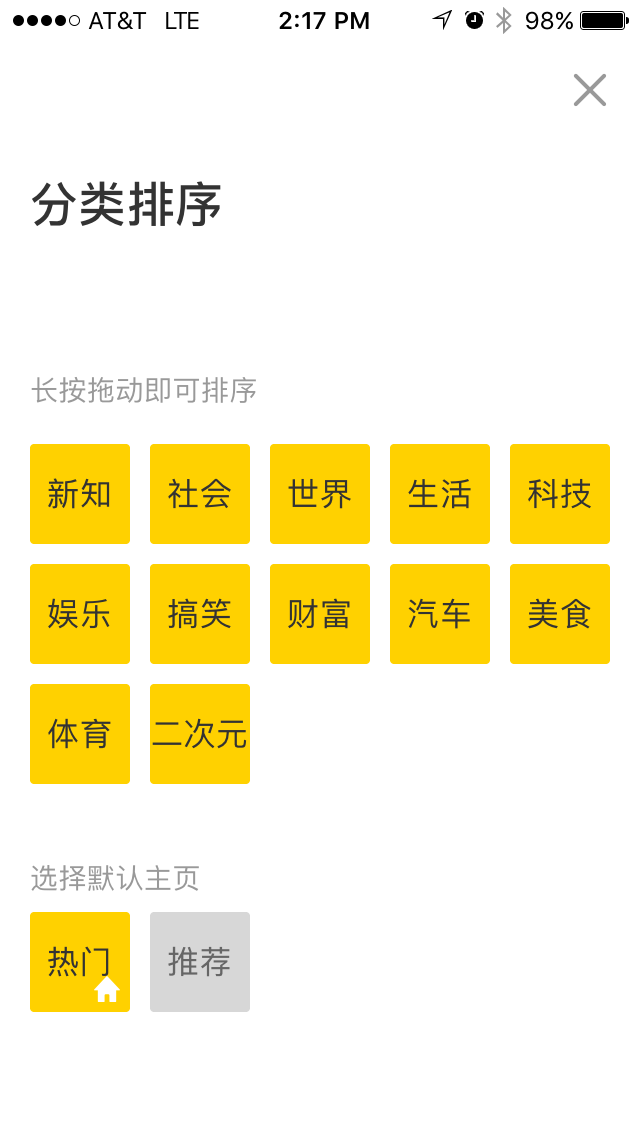 AT&T LTE 2:17 PM 98%
分类排序
长按拖动即可排序
新知 社会 世界 生活 科技
娱乐 搞笑 财富 汽车 美食
体育 二次元
选择默认主页
热门 推荐